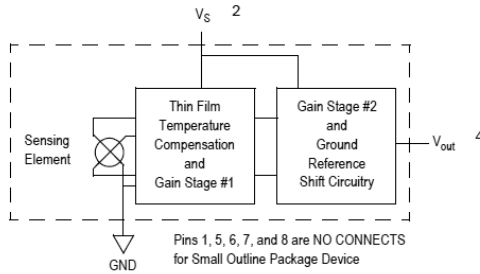 VS 2
Thin Film
Temperature
Compensation
and
Gain Stage #1
Gain Stage #2
and
Ground
Reference
Shift Circuitry
Sensing
Element
Vout 4
GND
Pins 1, 5, 6, 7, and 8 are NO CONNECTS
for Small Outline Package Device